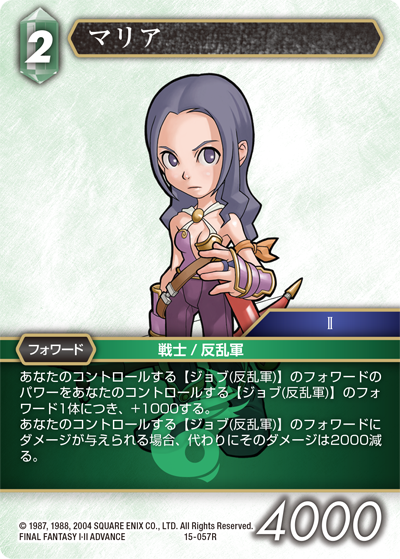 2
マリア
II
フォワード
戦士 / 反乱軍
あなたのコントロールする【ジョブ(反乱軍)】のフォワードの
パワーをあなたのコントロールする【ジョブ(反乱軍)】のフォ
ワード1体につき、+1000する。
あなたのコントロールする【ジョブ(反乱軍)】のフォワードに
ダメージが与えられる場合、代わりにそのダメージは2000減
る。
© 1987, 1988, 2004 SQUARE ENIX CO., LTD. All Rights Reserved.
FINAL FANTASY I·II ADVANCE 15-057R
4000